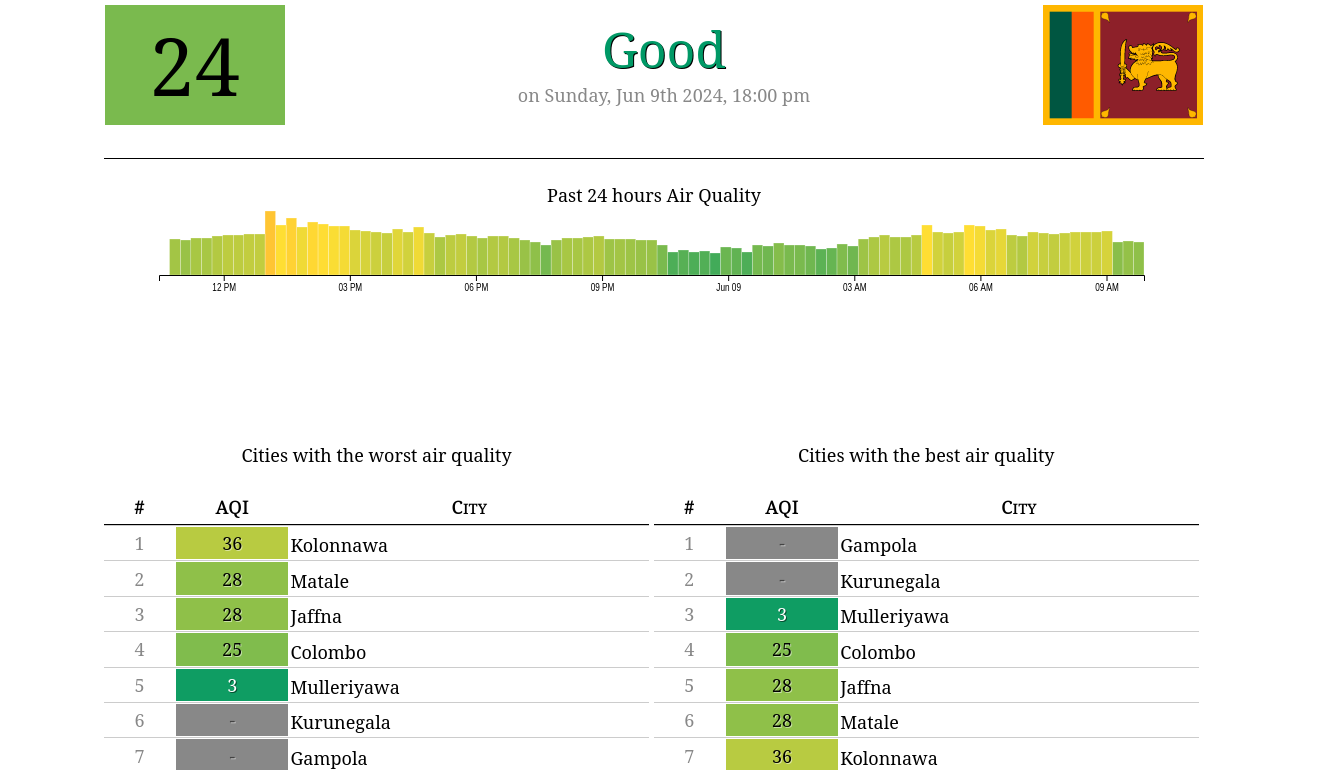 24
Good
on Sunday, Jun 9th 2024, 18:00 pm
Past 24 hours Air Quality
12 PM 03 PM 06 PM 09 PM Jun 09 03 AM 06 AM 09 AM
Cities with the worst air quality
# AQI City
1 36 Kolonnawa
2 28 Matale
3 28 Jaffna
4 25 Colombo
5 3 Mulleriyawa
6 - Kurunegala
7 - Gampola
Cities with the best air quality
# AQI City
1 - Gampola
2 - Kurunegala
3 3 Mulleriyawa
4 25 Colombo
5 28 Jaffna
6 28 Matale
7 36 Kolonnawa